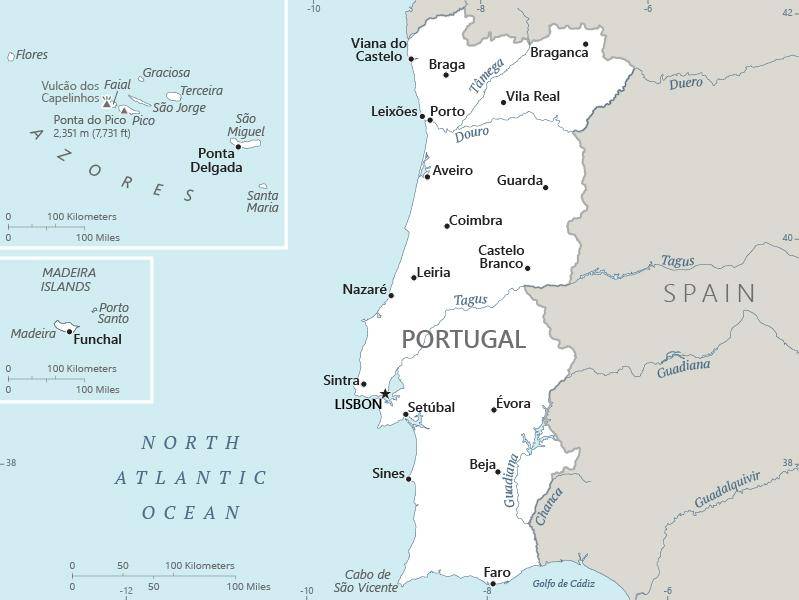 -10
-8
-6
42
Flores
Graciosa
Vulcão dos
Capelinhos
Faial
Terceira
São Jorge
Ponta do Pico
2,351 m (7,731 ft)
Pico
São
Miguel
Ponta
Delgada
AZORES
Santa
Maria
0
100 Kilometers
0
100 Miles
MADEIRA
ISLANDS
Porto
Santo
Madeira
Funchal
0
100 Kilometers
0
100 Miles
Viana do
Castelo
Braga
Tâmega
Braganca
Duero
Vila Real
Leixões
Porto
Douro
Aveiro
Guarda
Coimbra
40
Castelo
Branco
Tagus
Leiria
Nazaré
Tagus
SPAIN
PORTUGAL
Guadiana
Sintra
LISBON
Setúbal
Évora
NORTH
ATLANTIC
OCEAN
38
38
Beja
Guadiana
Sines
Chanca
Guadalquivir
Cabo de
São Vicente
Faro
Golfo de Cádiz
0
50
100 Kilometers
0
50
100 Miles
-12
-10
-8
-6